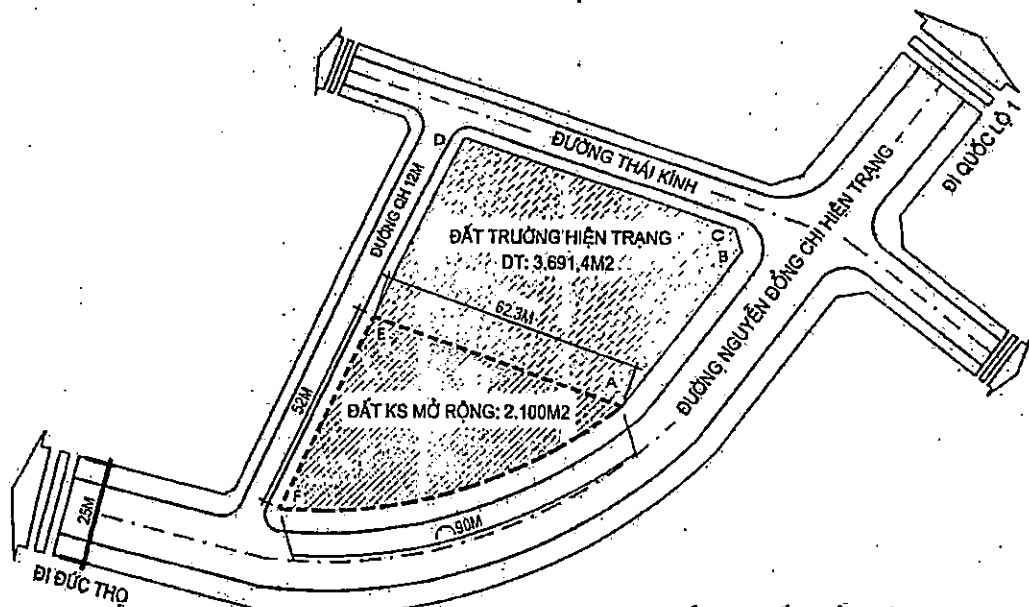 D
ĐƯỜNG THÁI KÍNH
ĐI QUỐC LỘ 1
ĐƯỜNG QH 12M
ĐẤT TRƯỜNG HIỆN TRẠNG
DT: 3.691,4M2
C
B
ĐƯỜNG NGUYỄN ĐỔNG CHI HIỆN TRẠNG
62.3M
E
A
52M
ĐẤT KS MỞ RỘNG: 2.100M2
F
90M
25M
ĐI ĐỨC THỌ